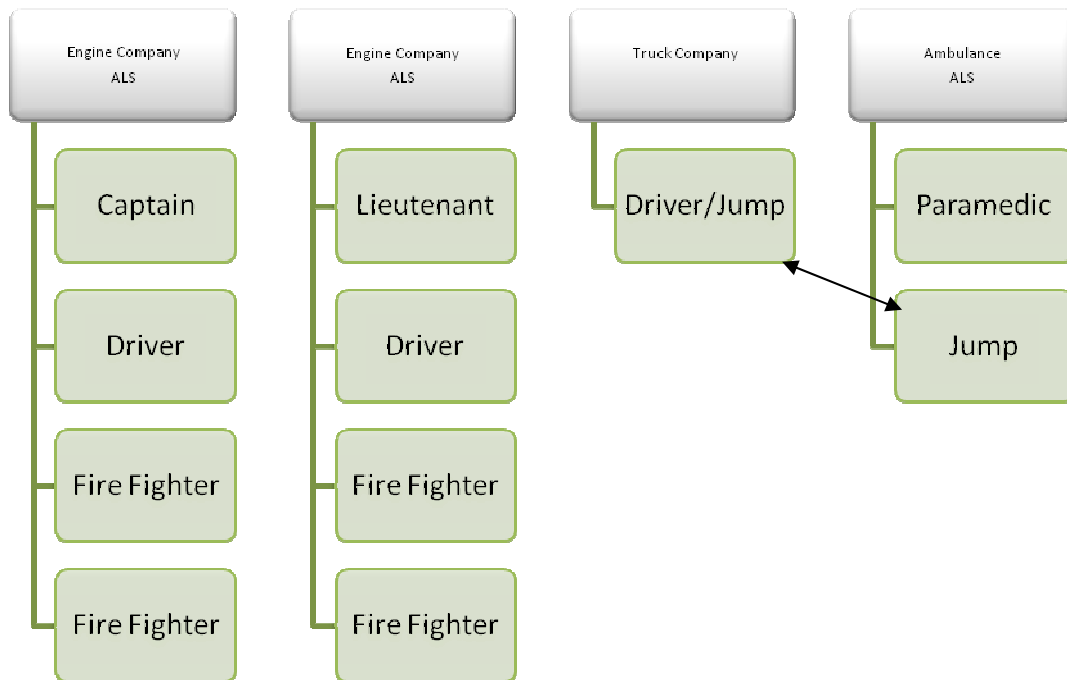 Engine Company
ALS
Captain
Driver
Fire Fighter
Fire Fighter
Engine Company
ALS
Lieutenant
Driver
Fire Fighter
Fire Fighter
Truck Company
Driver/Jump
Ambulance
ALS
Paramedic
Jump